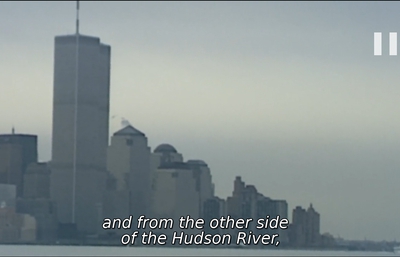 and from the other side
of the Hudson River,